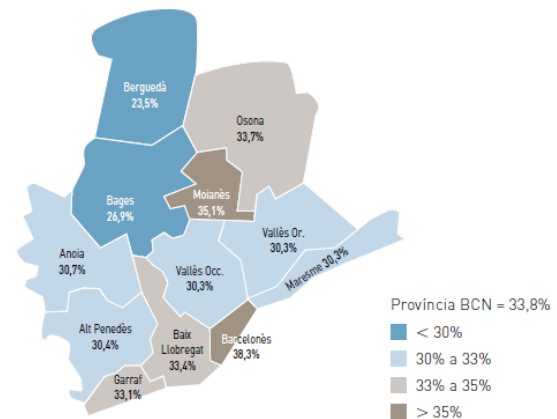 Berguedà
23,5%
Osona
33,7%
Moianès
35,1%
Bages
26,9%
Anoia
30,7%
Vallès Occ.
30,3%
Vallès Or.
30,3%
Maresme 30,3%
Alt Penedès
30,4%
Baix
Llobregat
33,4%
Barcelonès
38,3%
Garraf
33,1%
Província BCN = 33,8%
< 30%
30% a 33%
33% a 35%
> 35%